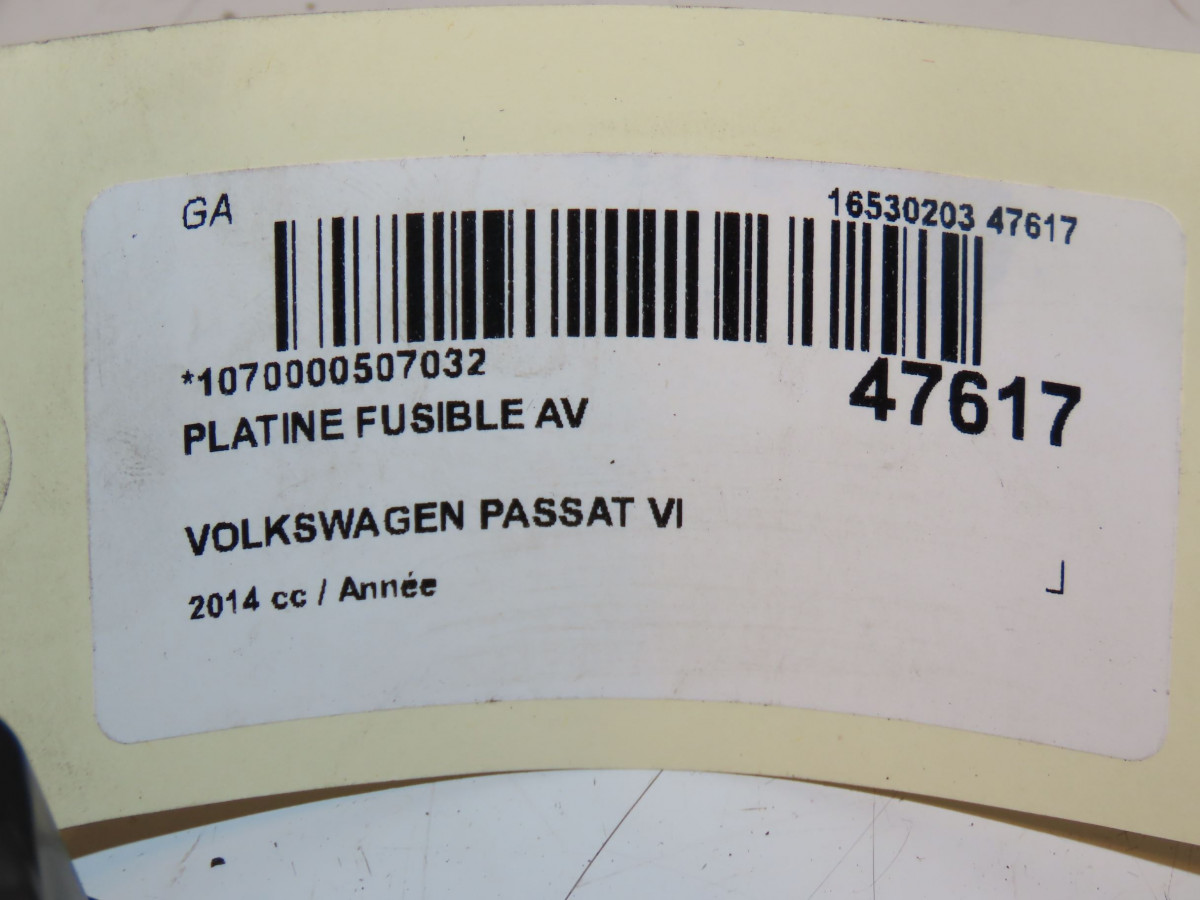 GA
16530203 47617
*1070000507032
47617
PLATINE FUSIBLE AV
VOLKSWAGEN PASSAT VI
2014 cc / Année